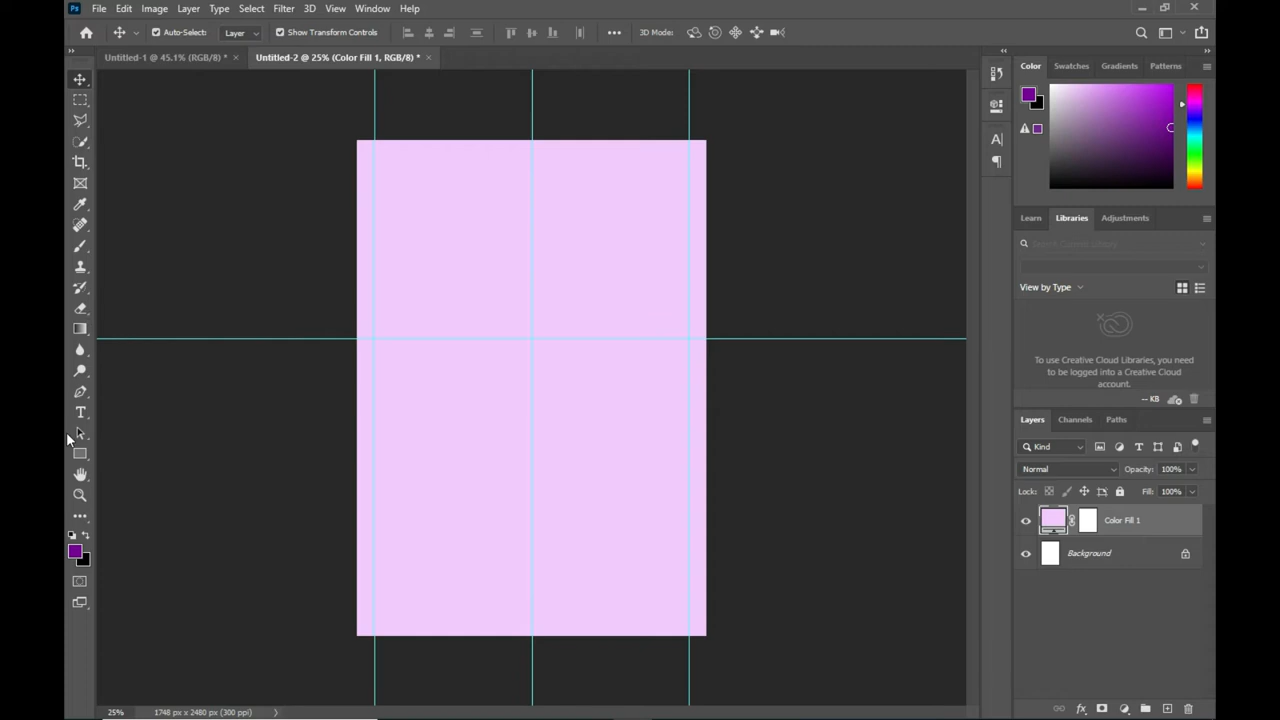 Ps File Edit Image Layer Type Select Filter 3D View Window Help
Auto-Select: Layer Show Transform Controls 3D Mode:
Untitled-1 @ 45.1% (RGB/8) * × Untitled-2 @ 25% (Color Fill 1, RGB/8) * ×
Color Swatches Gradients Patterns
Learn Libraries Adjustments
Search Current Library
View by Type
To use Creative Cloud Libraries, you need
to be logged into a Creative Cloud
account.
-- KB
Layers Channels Paths
Kind
Normal Opacity: 100%
Lock: Fill: 100%
Color Fill 1
Background
25% 1748 px x 2480 px (300 ppi)